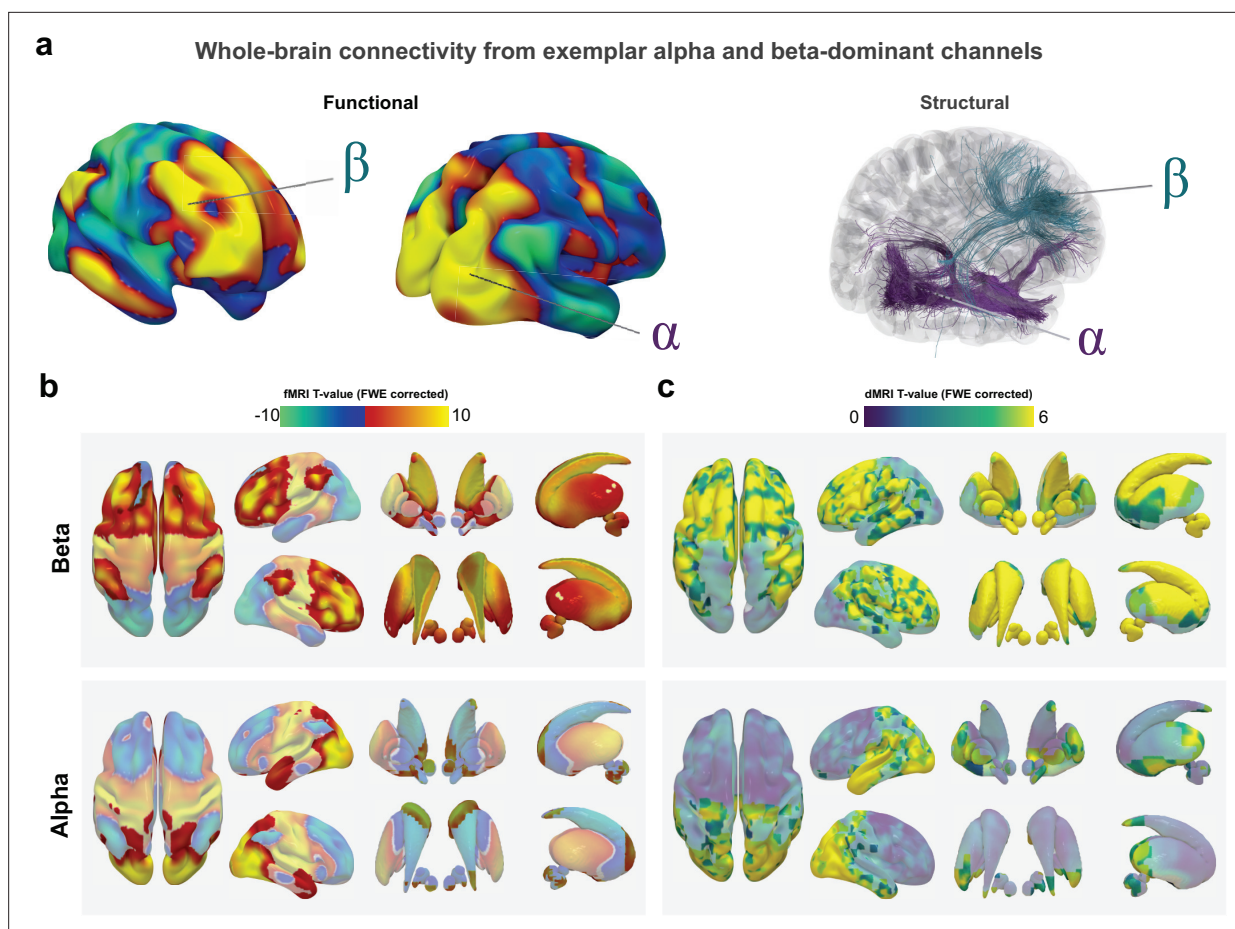 a
Whole-brain connectivity from exemplar alpha and beta-dominant channels
Functional
Structural
β
α
β
α
b
fMRI T-value (FWE corrected)
-10
10
c
dMRI T-value (FWE corrected)
0
6
Beta
Alpha